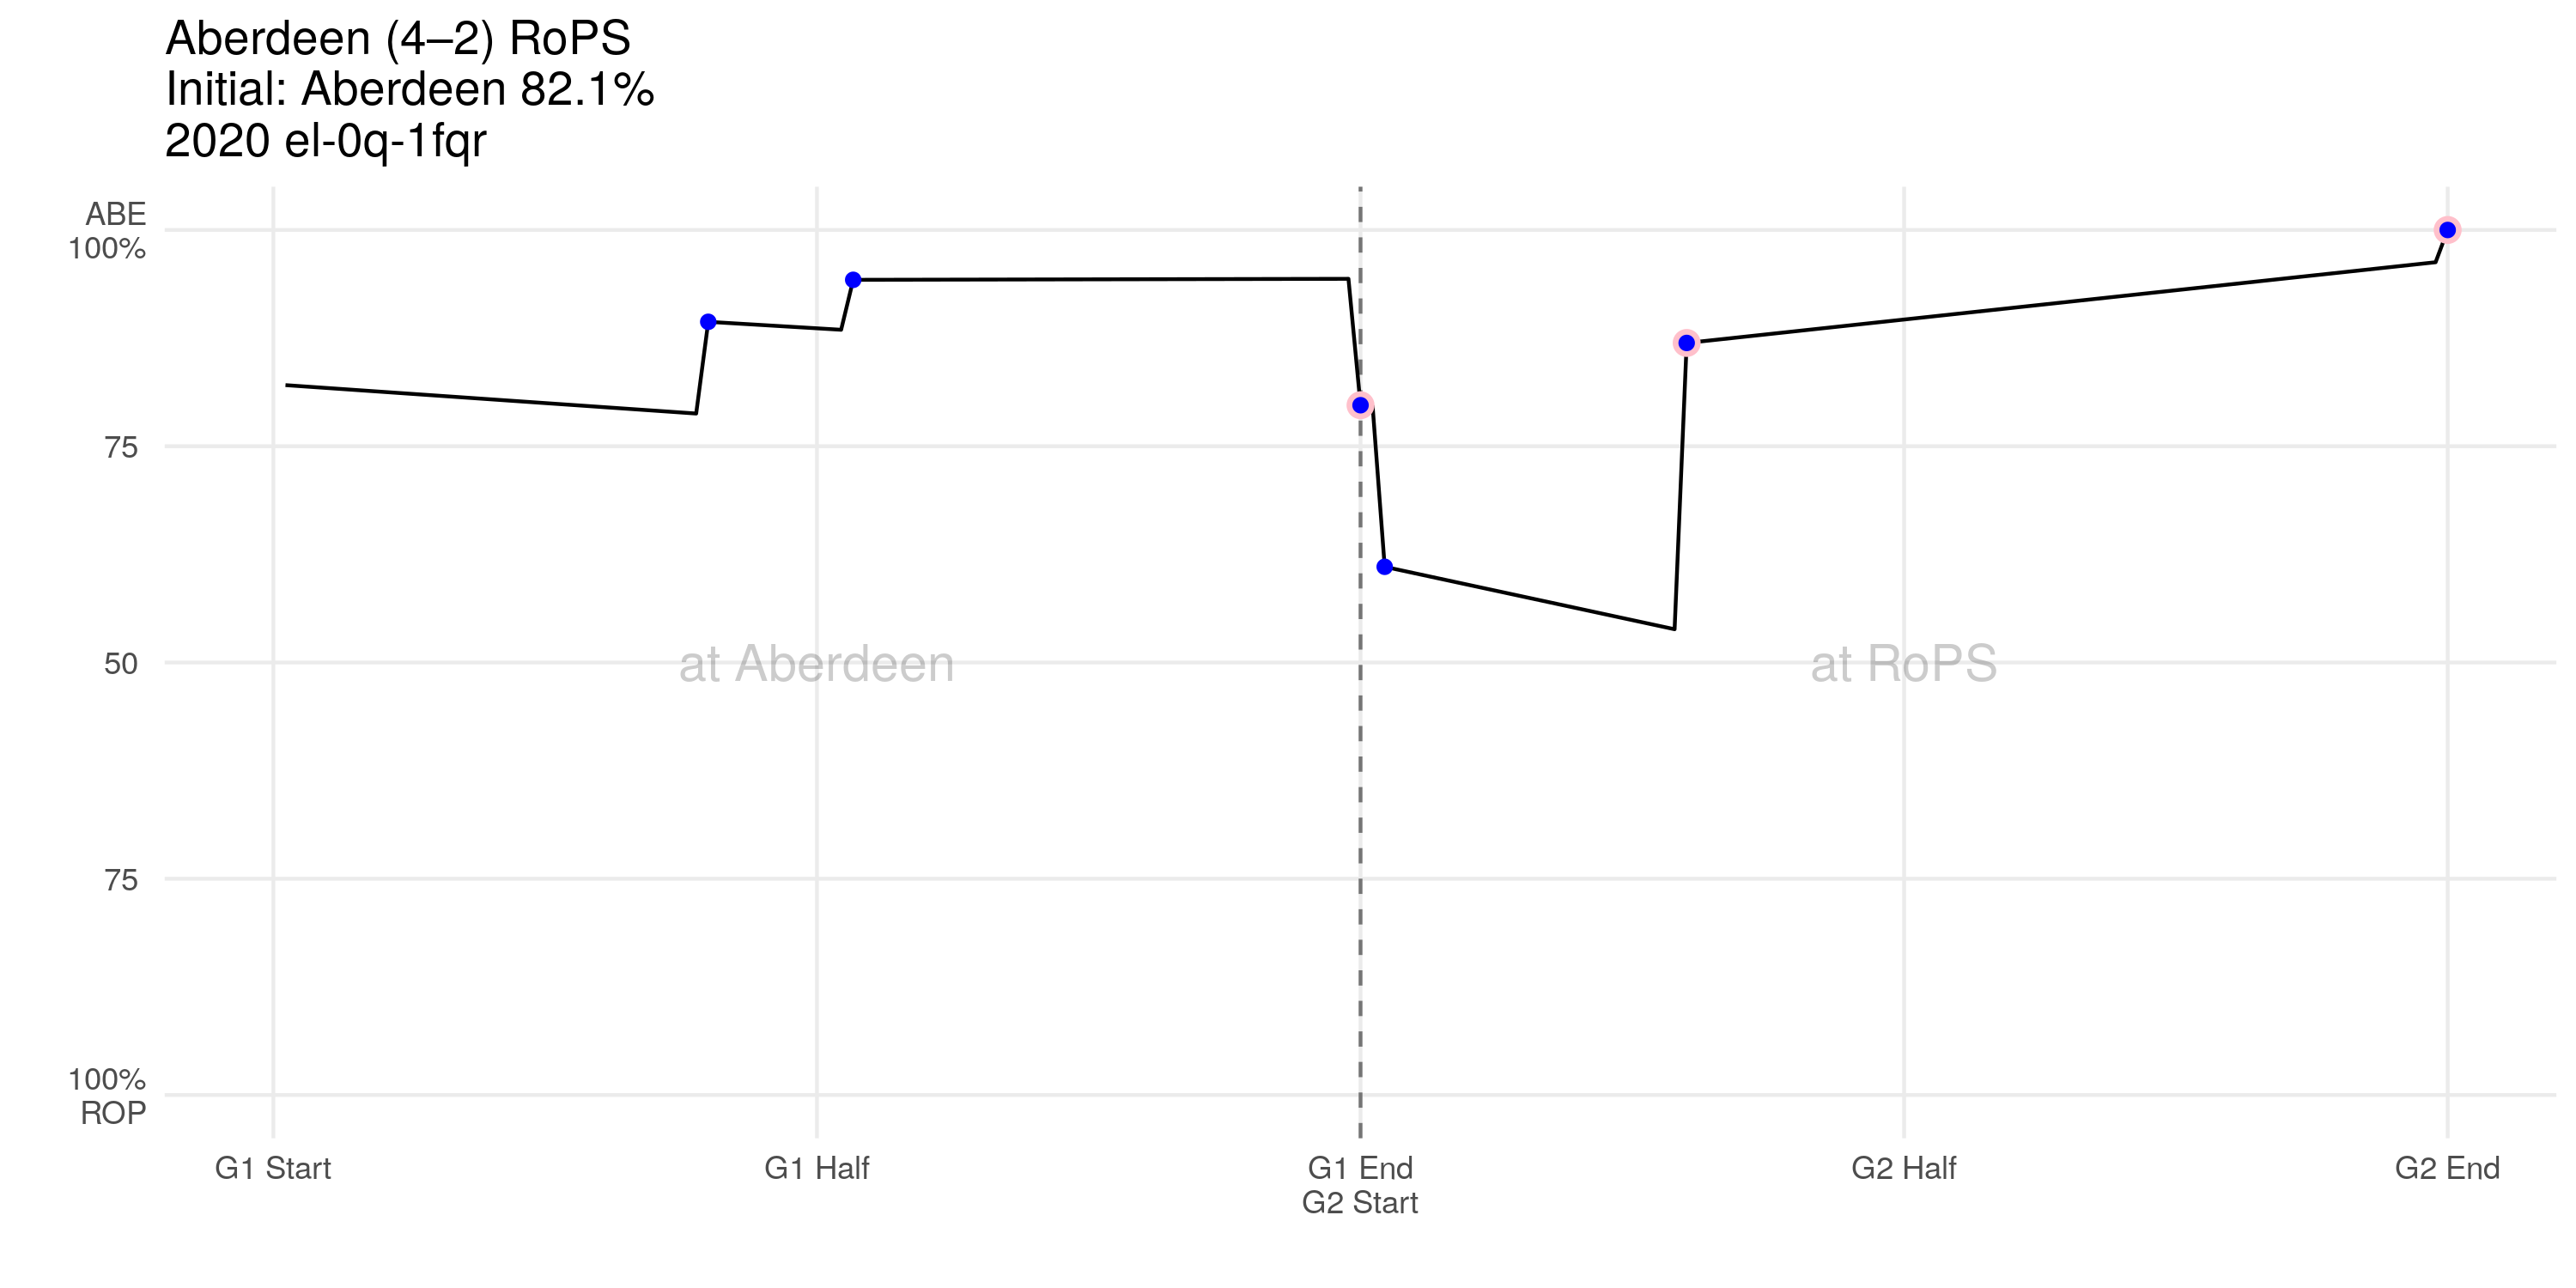 Aberdeen (4–2) RoPS
Initial: Aberdeen 82.1%
2020 el-0q-1fqr
ABE
100%
75
50
75
100%
ROP
at Aberdeen
at RoPS
G1 Start
G1 Half
G1 End
G2 Start
G2 Half
G2 End